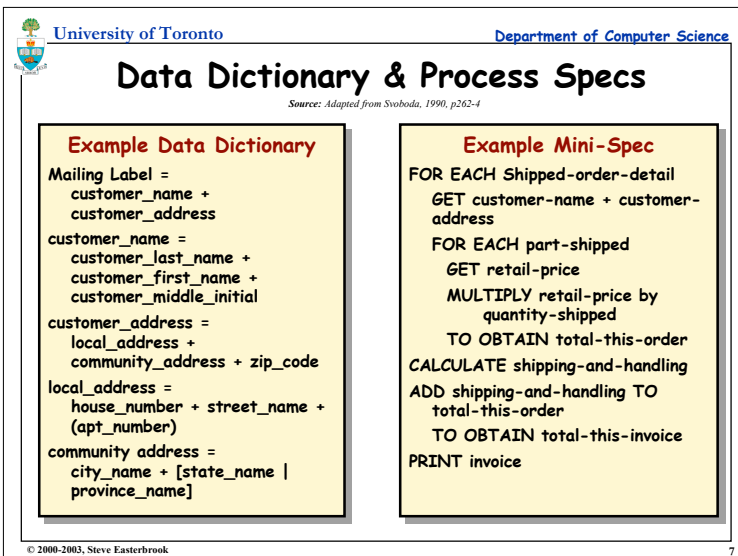 University of Toronto
Department of Computer Science
Data Dictionary & Process Specs
Source: Adapted from Svoboda, 1990, p262-4
Example Data Dictionary
Mailing Label =
customer_name +
customer_address
customer_name =
customer_last_name +
customer_first_name +
customer_middle_initial
customer_address =
local_address +
community_address + zip_code
local_address =
house_number + street_name +
(apt_number)
community address =
city_name + [state_name |
province_name]
Example Mini-Spec
FOR EACH Shipped-order-detail
GET customer-name + customer-
address
FOR EACH part-shipped
GET retail-price
MULTIPLY retail-price by
quantity-shipped
TO OBTAIN total-this-order
CALCULATE shipping-and-handling
ADD shipping-and-handling TO
total-this-order
TO OBTAIN total-this-invoice
PRINT invoice
© 2000-2003, Steve Easterbrook
7